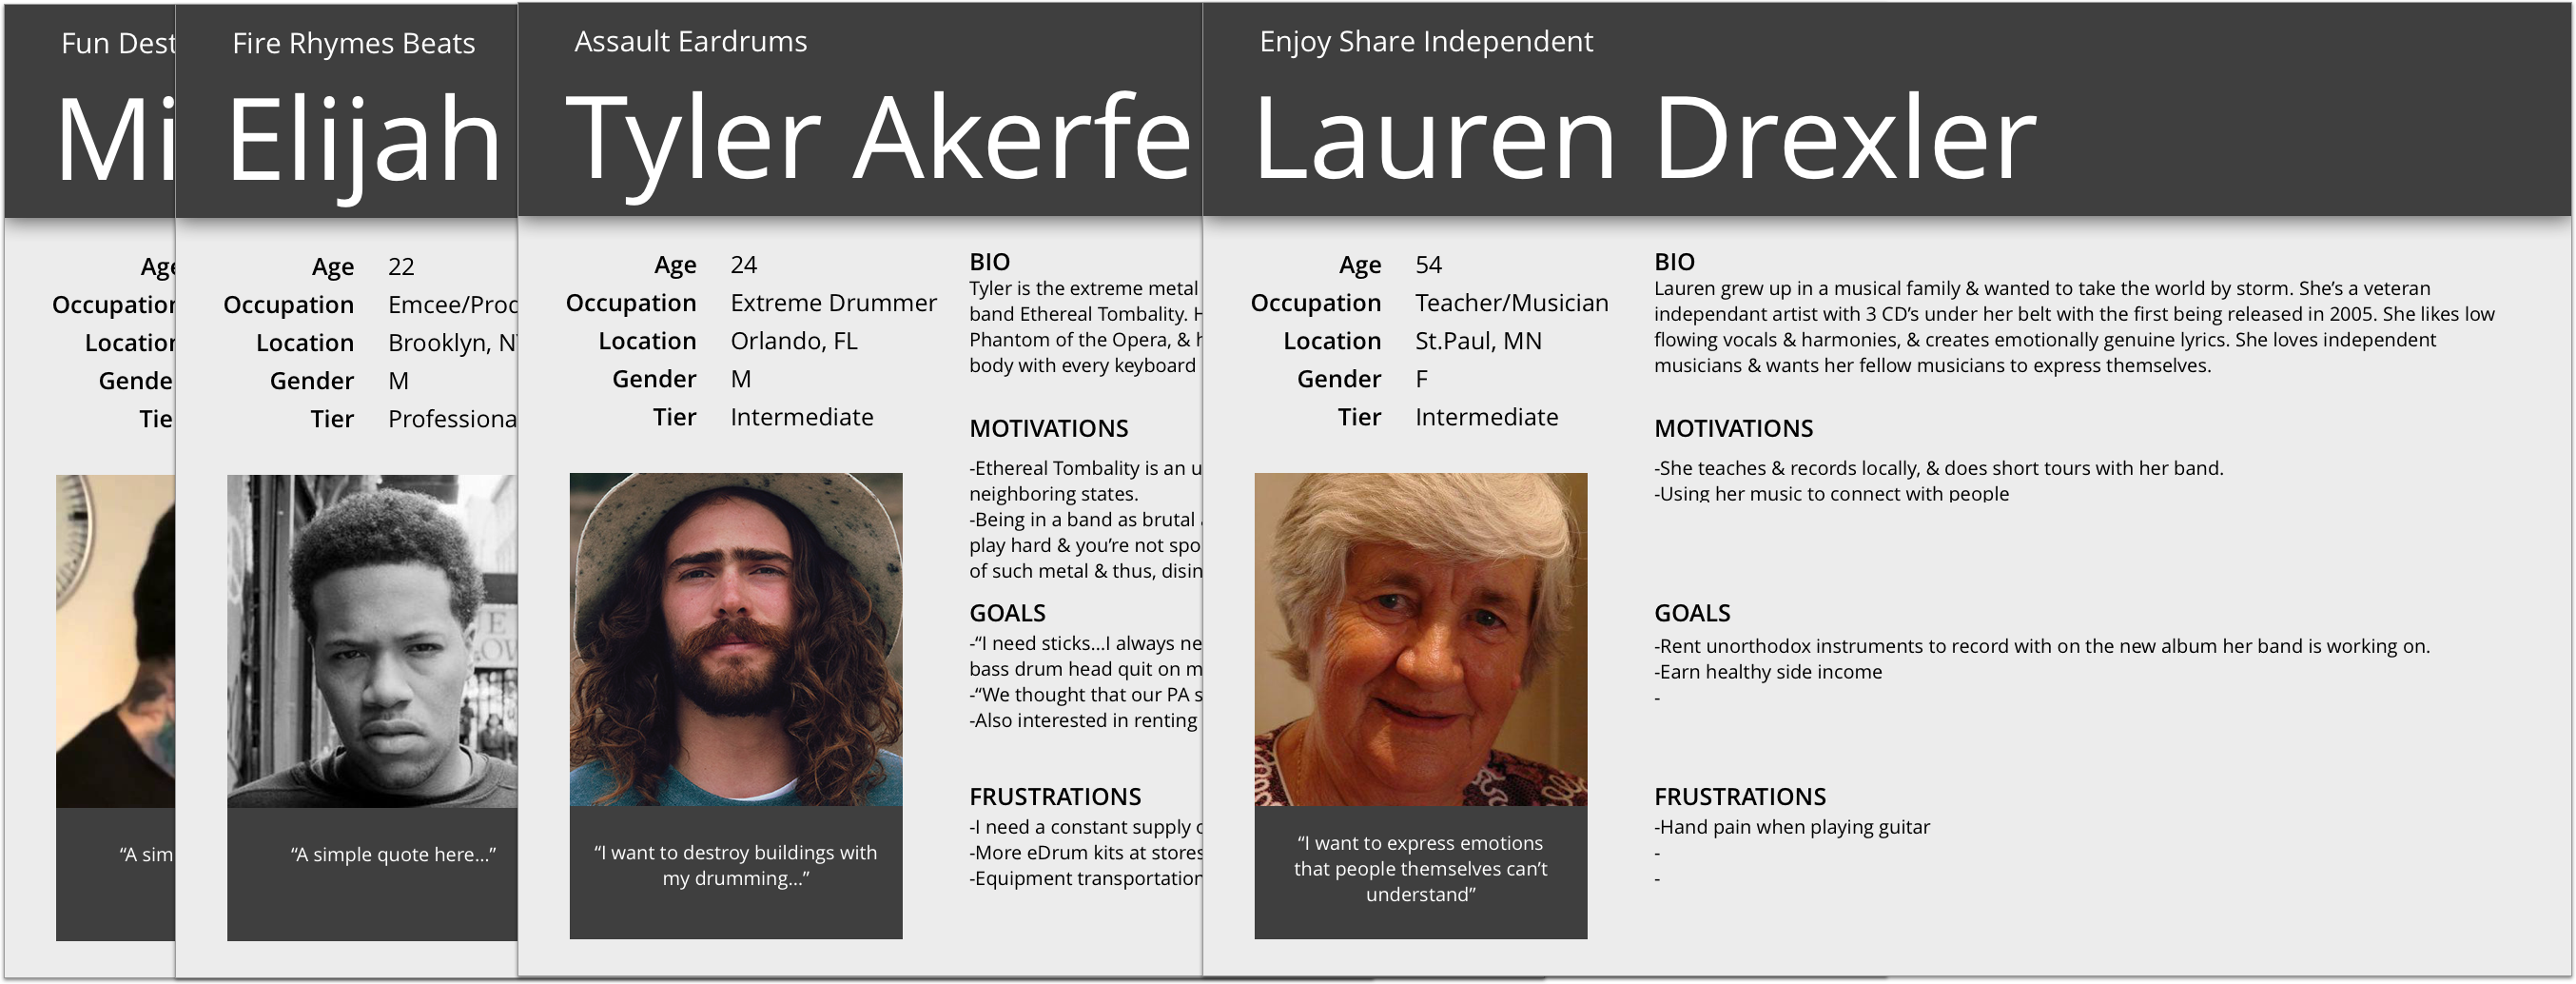 Fun Dest
Mi
Age
Occupation
Location
Gender
Tier
“A sim
Fire Rhymes Beats
Elijah
Age 22
Occupation Emcee/Prod
Location Brooklyn, N
Gender M
Tier Professiona
“A simple quote here...”
Assault Eardrums
Tyler Akerfe
Age 24
Occupation Extreme Drummer
Location Orlando, FL
Gender M
Tier Intermediate
“I want to destroy buildings with
my drumming...”
BIO
Tyler is the extreme metal
band Ethereal Tombality. H
Phantom of the Opera, & h
body with every keyboard
MOTIVATIONS
-Ethereal Tombality is an u
neighboring states.
-Being in a band as brutal
play hard & you’re not spo
of such metal & thus, disin
GOALS
-“I need sticks...I always ne
bass drum head quit on m
-“We thought that our PA s
-Also interested in renting
FRUSTRATIONS
-I need a constant supply o
-More eDrum kits at stores
-Equipment transportation
Enjoy Share Independent
Lauren Drexler
Age 54
Occupation Teacher/Musician
Location St.Paul, MN
Gender F
Tier Intermediate
“I want to express emotions
that people themselves can’t
understand”
BIO
Lauren grew up in a musical family & wanted to take the world by storm. She’s a veteran
independant artist with 3 CD’s under her belt with the first being released in 2005. She likes low
flowing vocals & harmonies, & creates emotionally genuine lyrics. She loves independent
musicians & wants her fellow musicians to express themselves.
MOTIVATIONS
-She teaches & records locally, & does short tours with her band.
-Using her music to connect with people
GOALS
-Rent unorthodox instruments to record with on the new album her band is working on.
-Earn healthy side income
-
FRUSTRATIONS
-Hand pain when playing guitar
-
-